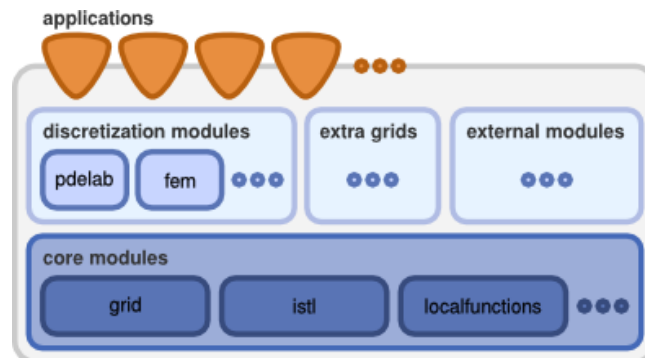 applications
discretization modules
extra grids
external modules
pdelab
fem
core modules
grid
istl
localfunctions